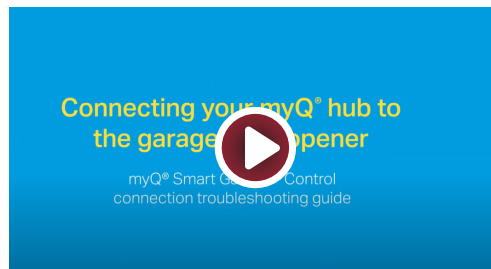 Connecting your myQ® hub to
the garage opener
myQ® Smart G Control
connection troubleshooting guide